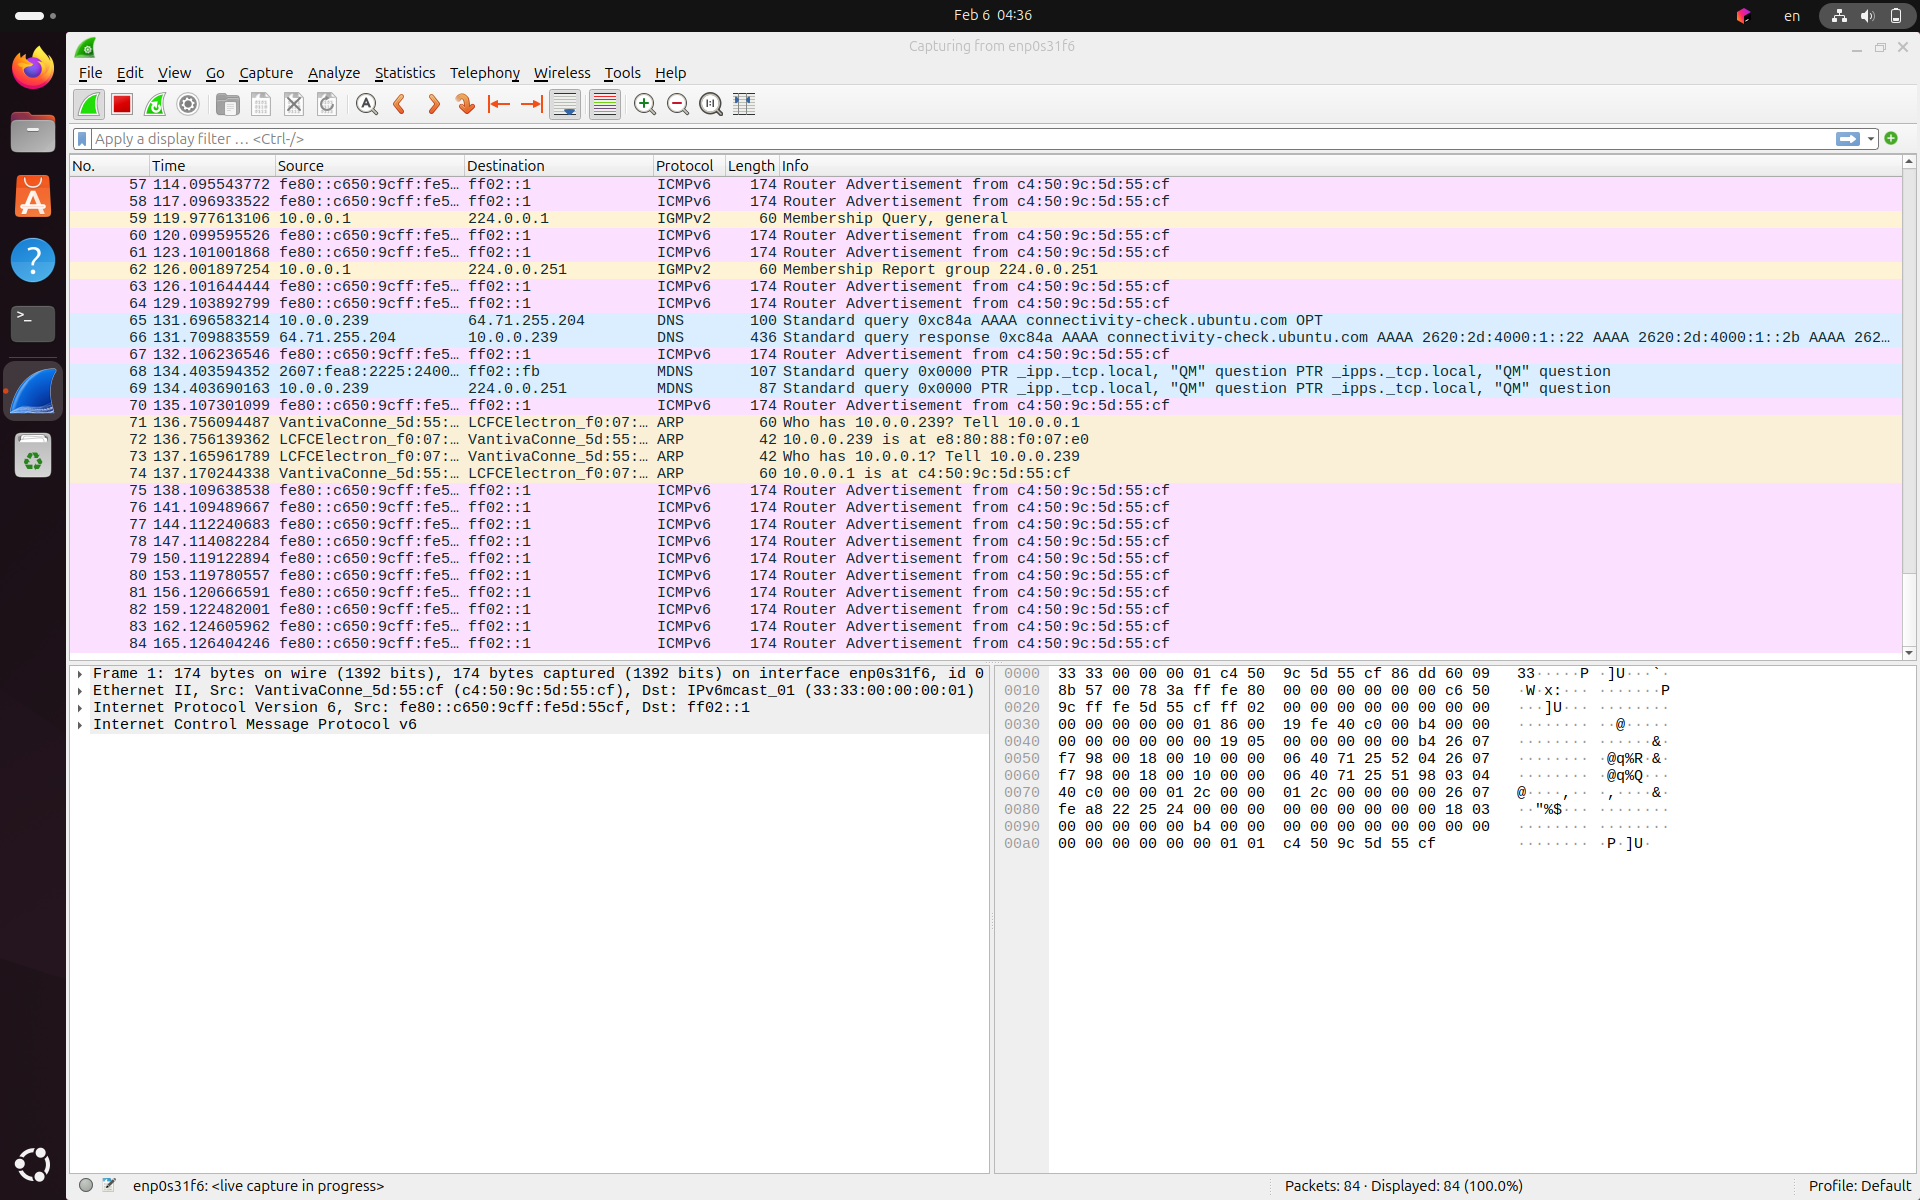 Feb 6 04:36
en
Capturing from enp0s31f6
File Edit View Go Capture Analyze Statistics Telephony Wireless Tools Help
Apply a display filter … <Ctrl-/>
No. Time Source Destination Protocol Length Info
57 114.095543772 fe80::c650:9cff:fe5… ff02::1 ICMPv6 174 Router Advertisement from c4:50:9c:5d:55:cf
58 117.096933522 fe80::c650:9cff:fe5… ff02::1 ICMPv6 174 Router Advertisement from c4:50:9c:5d:55:cf
59 119.977613106 10.0.0.1 224.0.0.1 IGMPv2 60 Membership Query, general
60 120.099595526 fe80::c650:9cff:fe5… ff02::1 ICMPv6 174 Router Advertisement from c4:50:9c:5d:55:cf
61 123.101001868 fe80::c650:9cff:fe5… ff02::1 ICMPv6 174 Router Advertisement from c4:50:9c:5d:55:cf
62 126.001897254 10.0.0.1 224.0.0.251 IGMPv2 60 Membership Report group 224.0.0.251
63 126.101644444 fe80::c650:9cff:fe5… ff02::1 ICMPv6 174 Router Advertisement from c4:50:9c:5d:55:cf
64 129.103892799 fe80::c650:9cff:fe5… ff02::1 ICMPv6 174 Router Advertisement from c4:50:9c:5d:55:cf
65 131.696583214 10.0.0.239 64.71.255.204 DNS 100 Standard query 0xc84a AAAA connectivity-check.ubuntu.com OPT
66 131.709883559 64.71.255.204 10.0.0.239 DNS 436 Standard query response 0xc84a AAAA connectivity-check.ubuntu.com AAAA 2620:2d:4000:1::22 AAAA 2620:2d:4000:1::2b AAAA 262…
67 132.106236546 fe80::c650:9cff:fe5… ff02::1 ICMPv6 174 Router Advertisement from c4:50:9c:5d:55:cf
68 134.403594352 2607:fea8:2225:2400… ff02::fb MDNS 107 Standard query 0x0000 PTR _ipp._tcp.local, "QM" question PTR _ipps._tcp.local, "QM" question
69 134.403690163 10.0.0.239 224.0.0.251 MDNS 87 Standard query 0x0000 PTR _ipp._tcp.local, "QM" question PTR _ipps._tcp.local, "QM" question
70 135.107301099 fe80::c650:9cff:fe5… ff02::1 ICMPv6 174 Router Advertisement from c4:50:9c:5d:55:cf
71 136.756094487 VantivaConne_5d:55:… LCFCElectron_f0:07:… ARP 60 Who has 10.0.0.239? Tell 10.0.0.1
72 136.756139362 LCFCElectron_f0:07:… VantivaConne_5d:55:… ARP 42 10.0.0.239 is at e8:80:88:f0:07:e0
73 137.165961789 LCFCElectron_f0:07:… VantivaConne_5d:55:… ARP 42 Who has 10.0.0.1? Tell 10.0.0.239
74 137.170244338 VantivaConne_5d:55:… LCFCElectron_f0:07:… ARP 60 10.0.0.1 is at c4:50:9c:5d:55:cf
75 138.109638538 fe80::c650:9cff:fe5… ff02::1 ICMPv6 174 Router Advertisement from c4:50:9c:5d:55:cf
76 141.109489667 fe80::c650:9cff:fe5… ff02::1 ICMPv6 174 Router Advertisement from c4:50:9c:5d:55:cf
77 144.112240683 fe80::c650:9cff:fe5… ff02::1 ICMPv6 174 Router Advertisement from c4:50:9c:5d:55:cf
78 147.114082284 fe80::c650:9cff:fe5… ff02::1 ICMPv6 174 Router Advertisement from c4:50:9c:5d:55:cf
79 150.119122894 fe80::c650:9cff:fe5… ff02::1 ICMPv6 174 Router Advertisement from c4:50:9c:5d:55:cf
80 153.119780557 fe80::c650:9cff:fe5… ff02::1 ICMPv6 174 Router Advertisement from c4:50:9c:5d:55:cf
81 156.120666591 fe80::c650:9cff:fe5… ff02::1 ICMPv6 174 Router Advertisement from c4:50:9c:5d:55:cf
82 159.122482001 fe80::c650:9cff:fe5… ff02::1 ICMPv6 174 Router Advertisement from c4:50:9c:5d:55:cf
83 162.124605962 fe80::c650:9cff:fe5… ff02::1 ICMPv6 174 Router Advertisement from c4:50:9c:5d:55:cf
84 165.126404246 fe80::c650:9cff:fe5… ff02::1 ICMPv6 174 Router Advertisement from c4:50:9c:5d:55:cf
Frame 1: 174 bytes on wire (1392 bits), 174 bytes captured (1392 bits) on interface enp0s31f6, id 0
Ethernet II, Src: VantivaConne_5d:55:cf (c4:50:9c:5d:55:cf), Dst: IPv6mcast_01 (33:33:00:00:00:01)
Internet Protocol Version 6, Src: fe80::c650:9cff:fe5d:55cf, Dst: ff02::1
Internet Control Message Protocol v6
0000 33 33 00 00 00 01 c4 50 9c 5d 55 cf 86 dd 60 09 33·····P ·]U···`·
0010 8b 57 00 78 3a ff fe 80 00 00 00 00 00 00 c6 50 ·W·x:··· ·······P
0020 9c ff fe 5d 55 cf ff 02 00 00 00 00 00 00 00 00 ···]U··· ········
0030 00 00 00 00 00 01 86 00 19 fe 40 c0 00 b4 00 00 ········ ··@·····
0040 00 00 00 00 00 00 19 05 00 00 00 00 00 b4 26 07 ········ ······&·
0050 f7 98 00 18 00 10 00 00 06 40 71 25 52 04 26 07 ········ ·@q%R·&·
0060 f7 98 00 18 00 10 00 00 06 40 71 25 51 98 03 04 ········ ·@q%Q···
0070 40 c0 00 00 01 2c 00 00 01 2c 00 00 00 00 26 07 @····,·· ·,····&·
0080 fe a8 22 25 24 00 00 00 00 00 00 00 00 00 18 03 ··"%$··· ········
0090 00 00 00 00 00 b4 00 00 00 00 00 00 00 00 00 00 ········ ········
00a0 00 00 00 00 00 00 01 01 c4 50 9c 5d 55 cf ········ ·P·]U·
enp0s31f6: <live capture in progress>
Packets: 84 · Displayed: 84 (100.0%)
Profile: Default